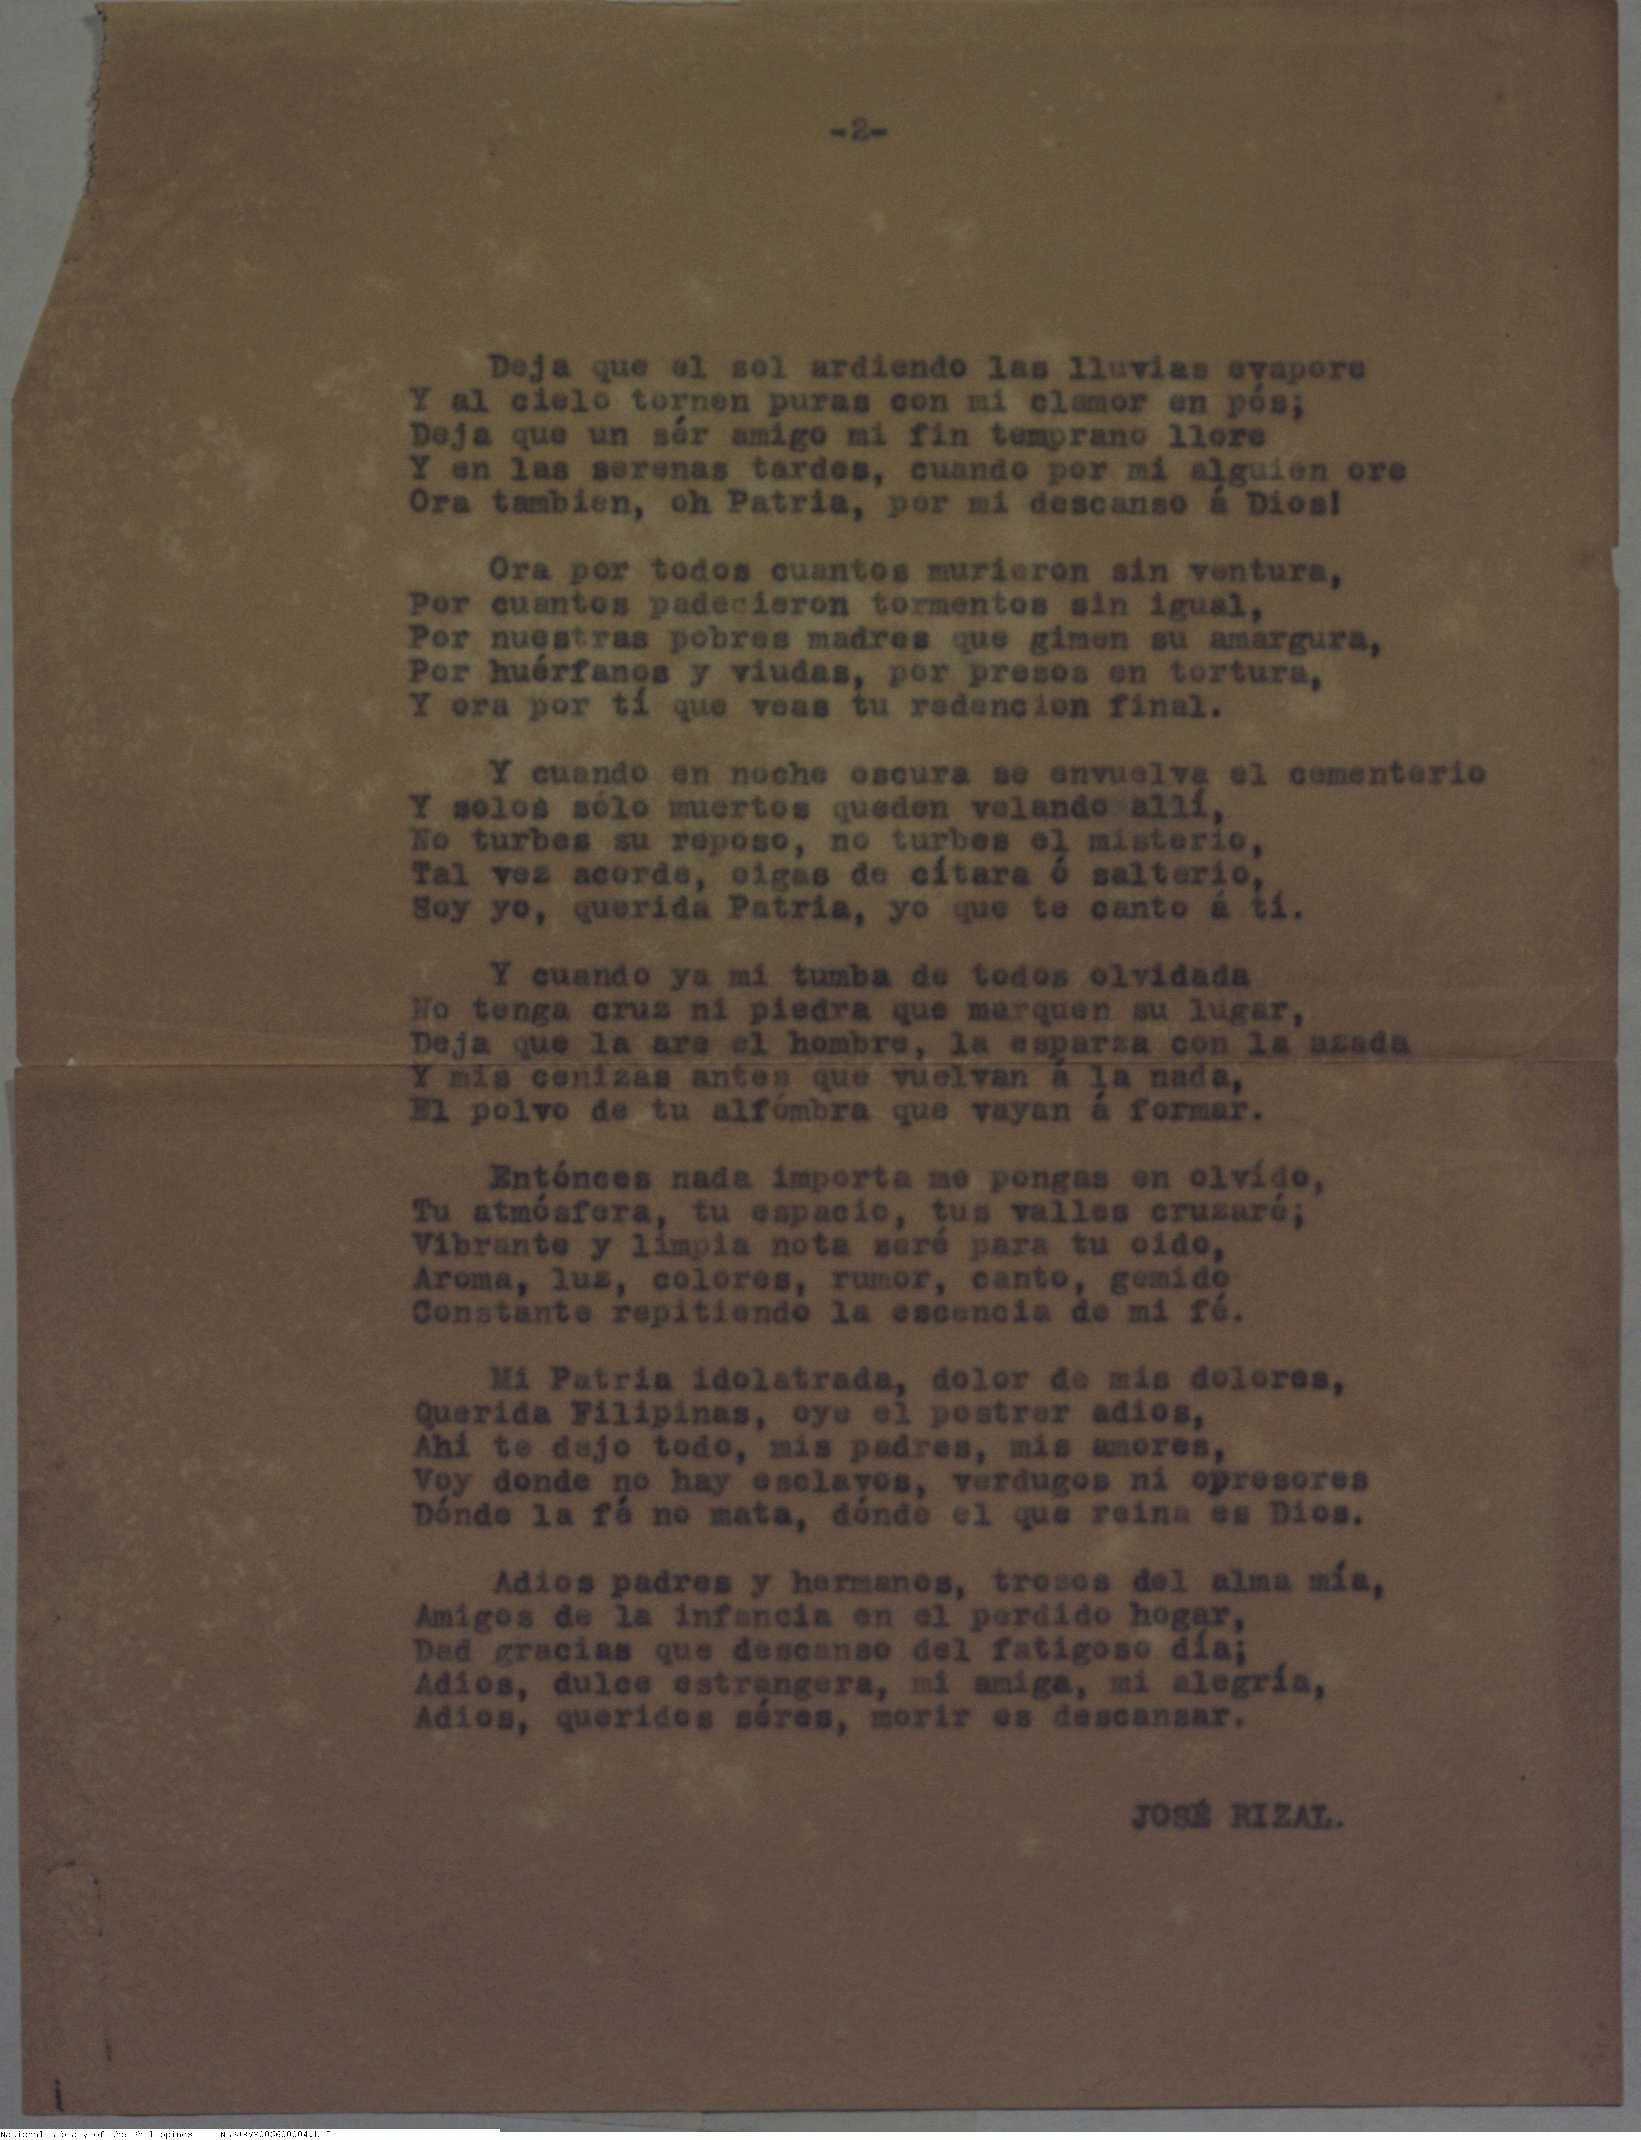 -2-
Deja que el sol ardiendo las lluvias evapore
Y al cielo tornen puras con mi clamor en pós;
Deja que un sér amigo mi fin temprano llore
Y en las serenas tardes, cuando por mi alguien ore
Ora tambien, oh Patria, por mi descanso á Dios!
Ora por todos cuantos murieron sin ventura,
Por cuantos padecieron tormentos sin igual,
Por nuestras pobres madres que gimen su amargura,
Por huérfanos y viudas, por presos en tortura,
Y ora por tí que veas tu redencion final.
Y cuando en noche oscura se envuelva el cementerio
Y solos sólo muertos queden velando allí,
No turbes su reposo, no turbes el misterio,
Tal vez acorde, oigas de cítara ó salterio,
Soy yo, querida Patria, yo que te canto á tí.
Y cuando ya mi tumba de todos olvidada
No tenga cruz ni piedra que marquen su lugar,
Deja que la are el hombre, la esparza con la azada
Y mis cenizas antes que vuelvan á la nada,
El polvo de tu alfómbra que vayan á formar.
Entónces nada importa me pongas en olvído,
Tu atmósfera, tu espacio, tus valles cruzaré;
Vibrante y limpia nota seré para tu oido,
Aroma, luz, colores, rumor, canto, gemido
Constante repitiendo la escencia de mi fé.
Mi Patria idolatrada, dolor de mis dolores,
Querida Filipinas, oye el postrer adios,
Ahi te dejo todo, mis padres, mis amores,
Voy donde no hay esclavos, verdugos ni opresores
Dónde la fé no mata, dónde el que reina es Dios.
Adios padres y hermanos, trosos del alma mía,
Amigos de la infancia en el perdido hogar,
Dad gracias que descanso del fatigoso día;
Adios, dulce estrangera, mi amiga, mi alegría,
Adios, queridos séres, morir es descansar.
JOSÉ RIZAL.
National Library of the Philippines